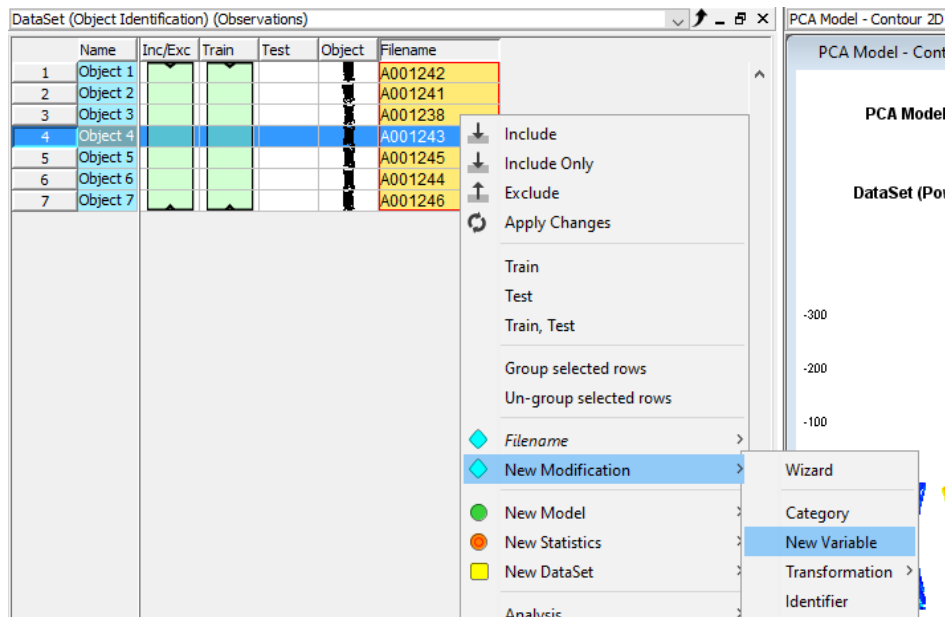 DataSet (Object Identification) (Observations)
PCA Model - Contour 2D
Name Inc/Exc Train Test Object Filename
1 Object 1 A001242
2 Object 2 A001241
3 Object 3 A001238
4 Object 4 A001243
5 Object 5 A001245
6 Object 6 A001244
7 Object 7 A001246
Include
Include Only
Exclude
Apply Changes
Train
Test
Train, Test
Group selected rows
Un-group selected rows
Filename
New Modification
New Model
New Statistics
New DataSet
Analysis
Wizard
Category
New Variable
Transformation
Identifier
PCA Model - Cont
PCA Model
DataSet (Pov
-300
-200
-100